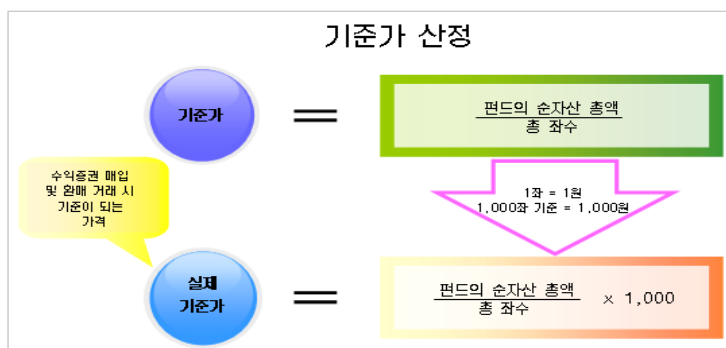 기준가 산정
기준가
=
펀드의 순자산 총액
총 좌수
수익증권 매입
및 환매 거래 시
기준이 되는
가격
1좌 = 1원
1,000좌 기준 = 1,000원
실제
기준가
=
펀드의 순자산 총액
총 좌수
× 1,000